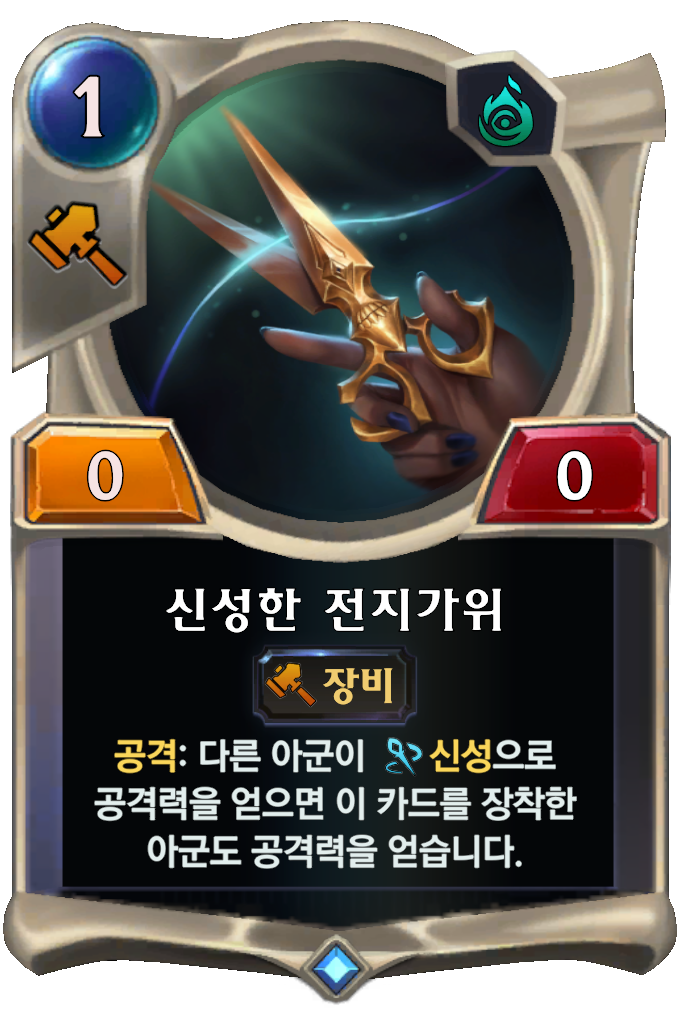 1
0
0
신성한 전지가위
장비
공격: 다른 아군이 신성으로
공격력을 얻으면 이 카드를 장착한
아군도 공격력을 얻습니다.